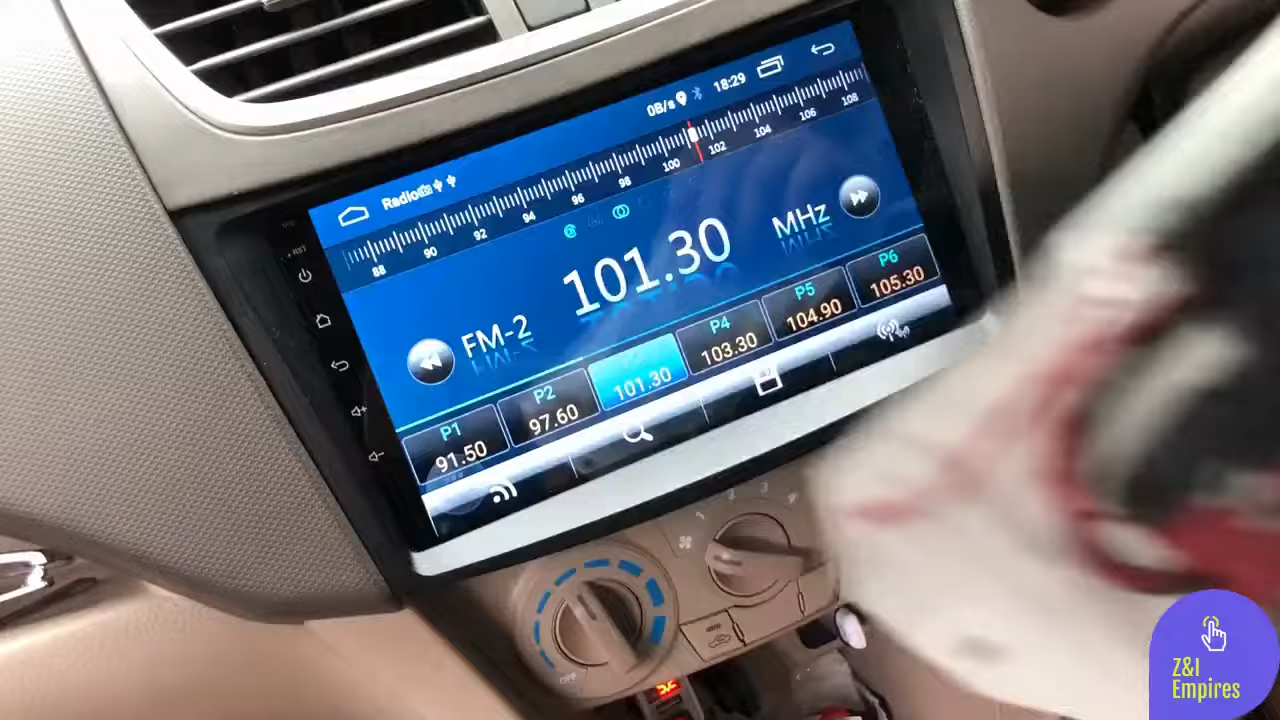 Radio
0B/s 18:29
88 90 92 94 96 98 100 102 104 106 108
RST
101.30 MHz
FM-2
P1 P2 P4 P5 P6
91.50 97.60 101.30 103.30 104.90 105.30
OFF
Z&I
Empires